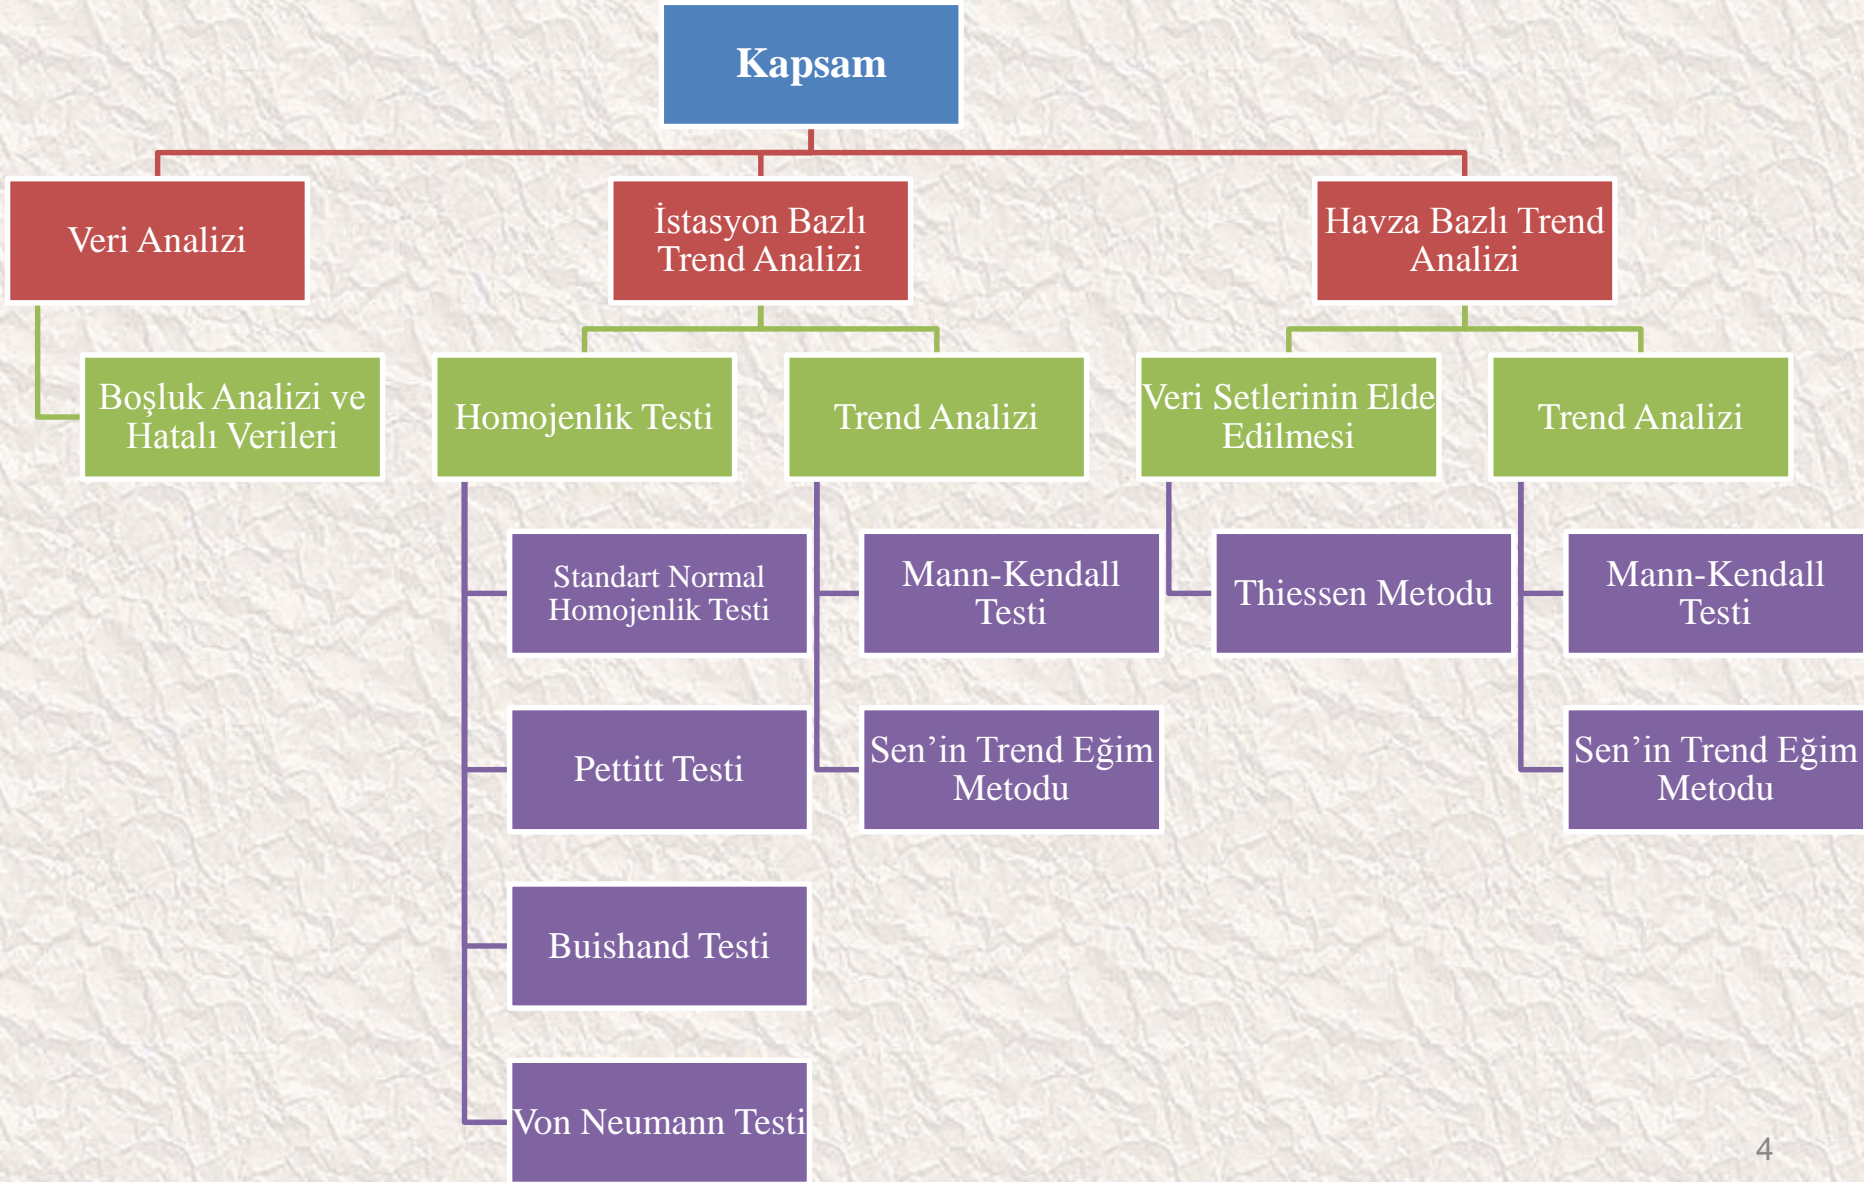 Kapsam
Veri Analizi
İstasyon Bazlı
Trend Analizi
Havza Bazlı Trend
Analizi
Boşluk Analizi ve
Hatalı Verileri
Homojenlik Testi
Trend Analizi
Veri Setlerinin Elde
Edilmesi
Trend Analizi
Standart Normal
Homojenlik Testi
Mann-Kendall
Testi
Thiessen Metodu
Mann-Kendall
Testi
Pettitt Testi
Sen’in Trend Eğim
Metodu
Sen’in Trend Eğim
Metodu
Buishand Testi
Von Neumann Testi
4